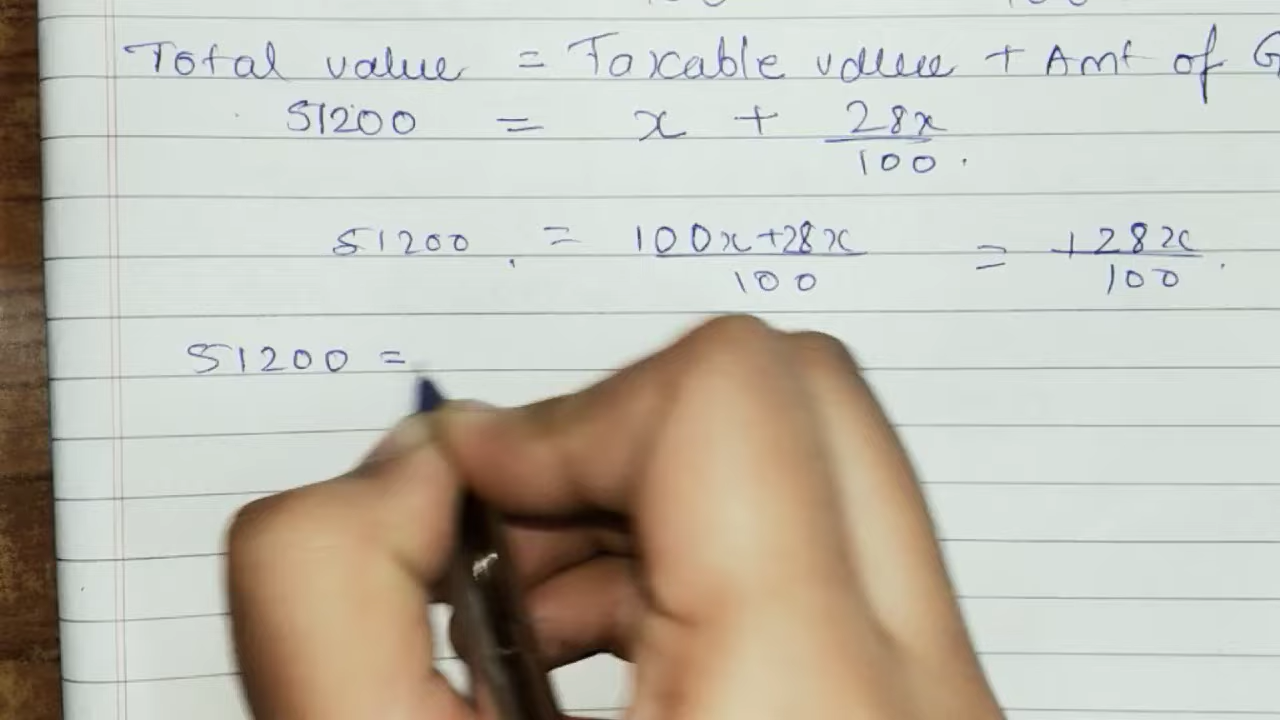 Total value = Taxable value + Amt of G
51200 = x + 28x/100.
51200 = 100x+28x/100 = 128x/100.
51200 =